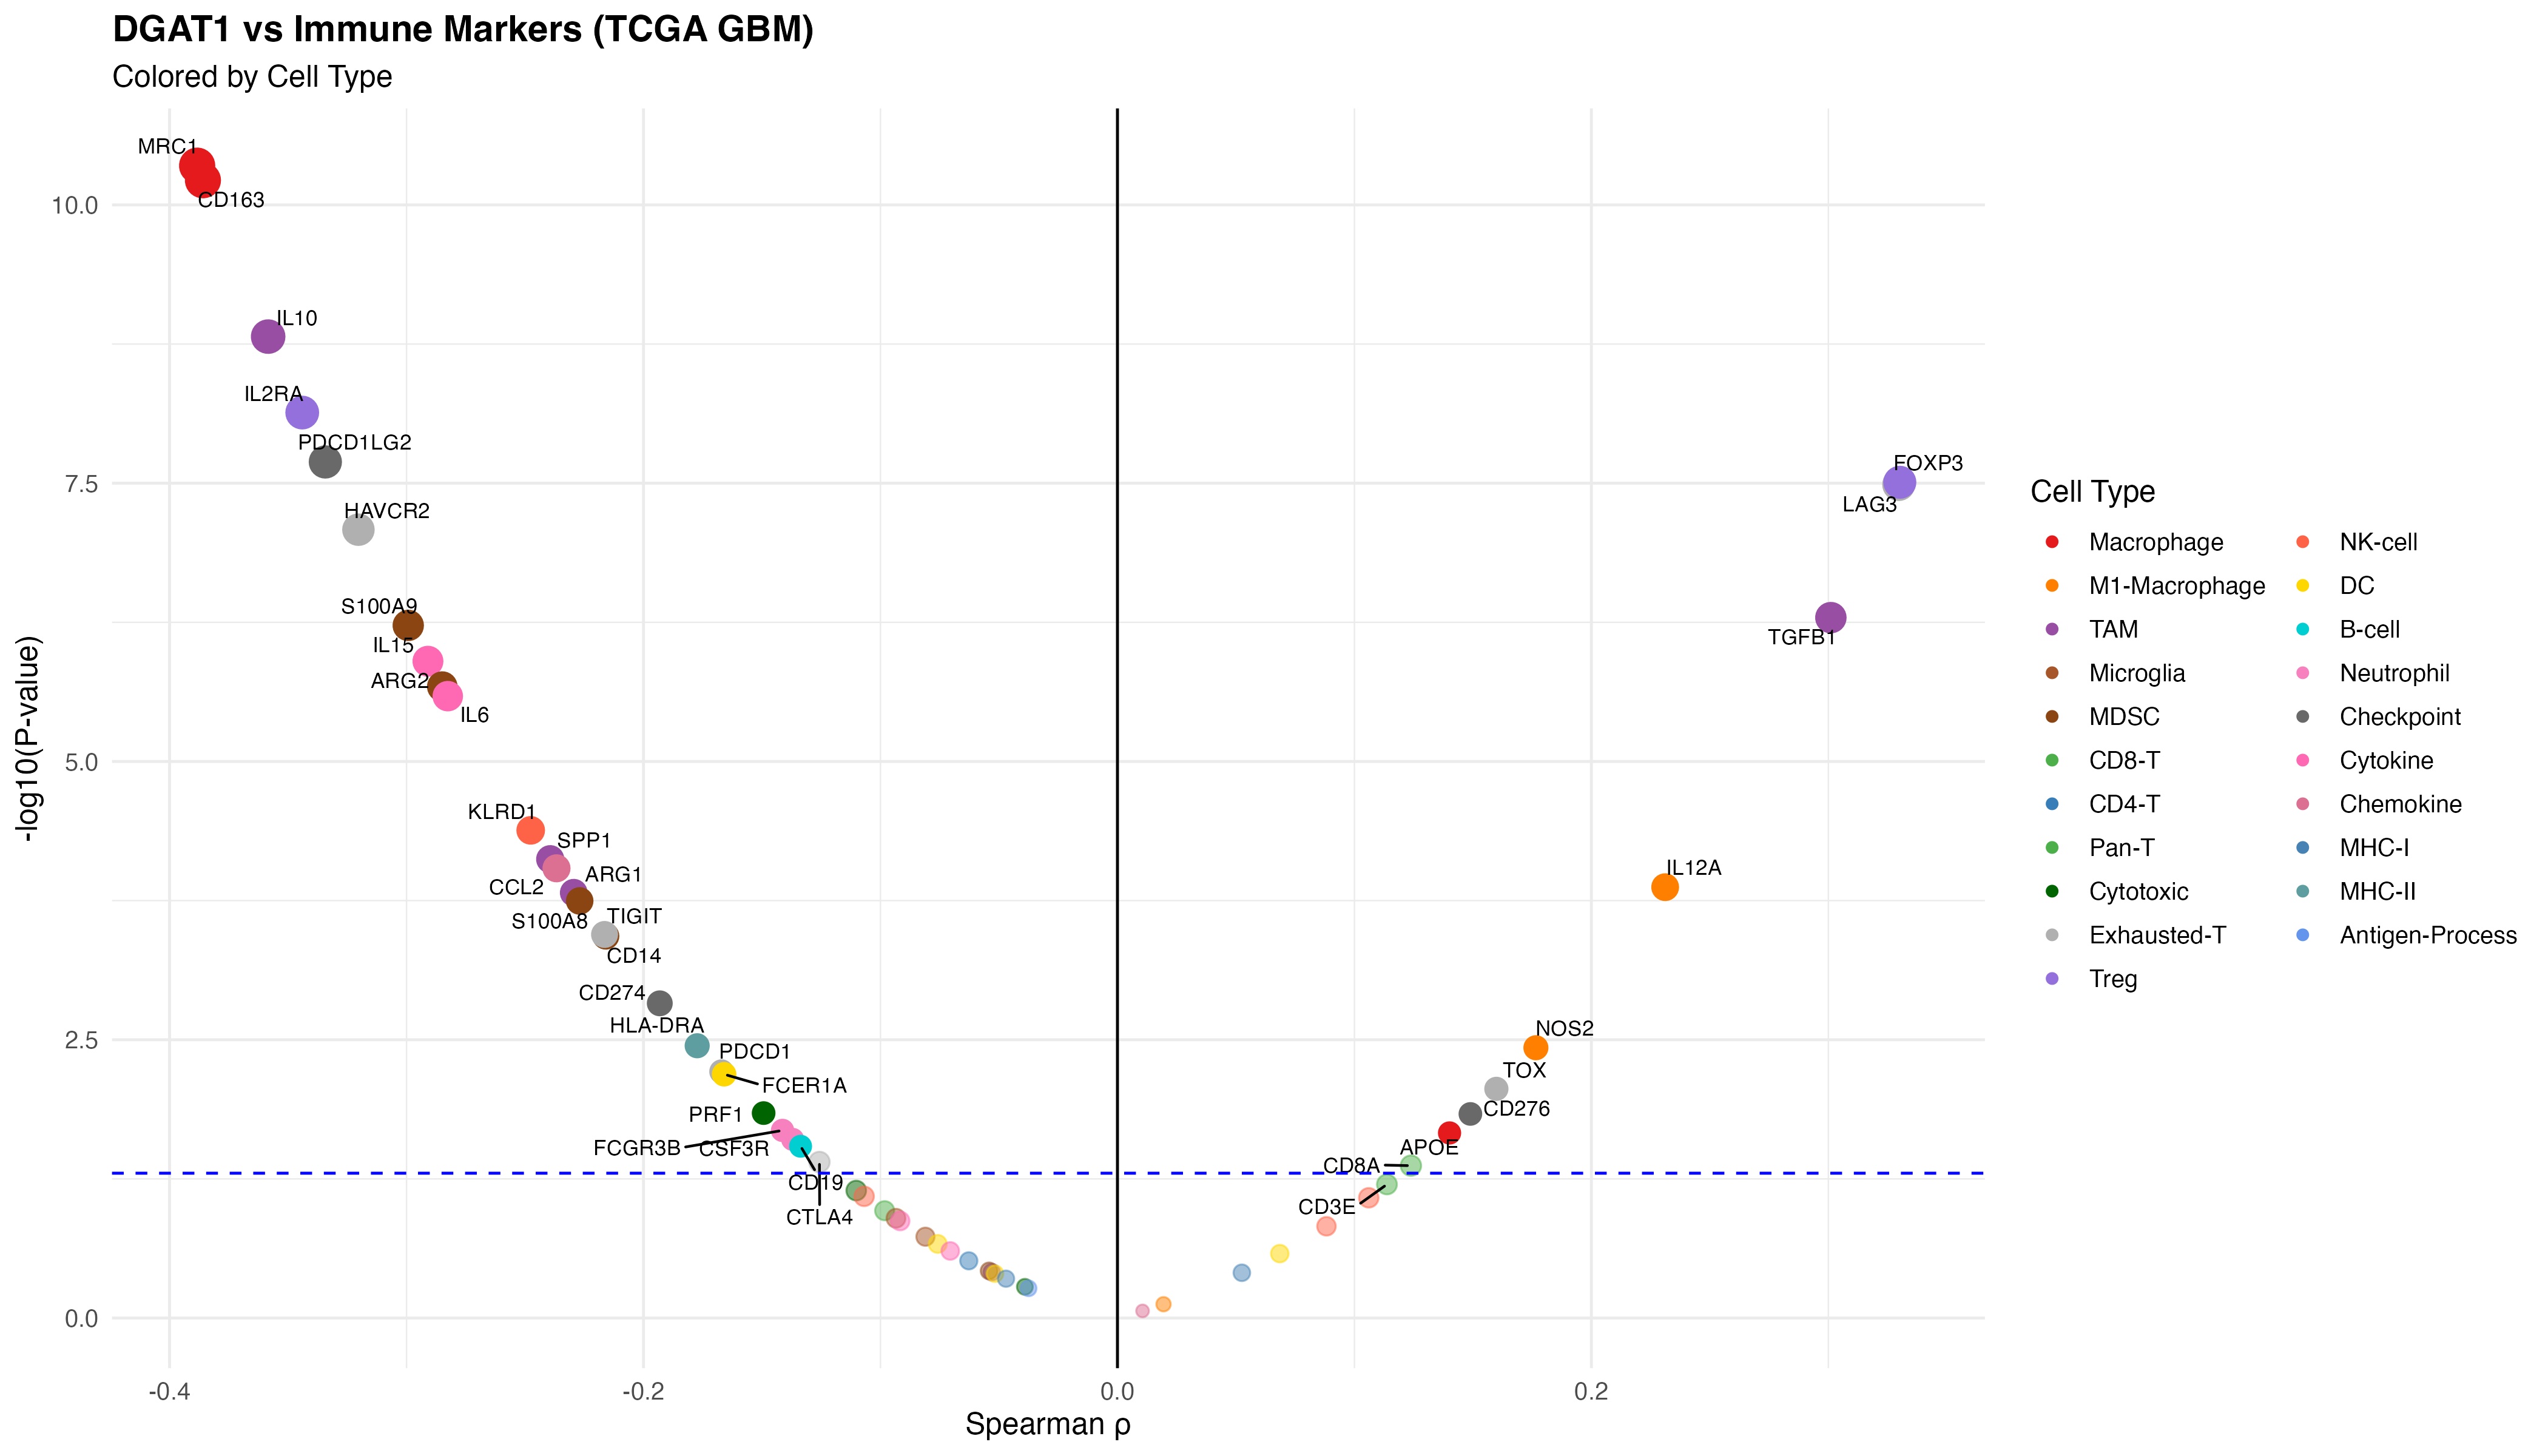 DGAT1 vs Immune Markers (TCGA GBM)
Colored by Cell Type
-log10(P-value)
10.0
7.5
5.0
2.5
0.0
-0.4
-0.2
0.0
0.2
Spearman ρ
MRC1
CD163
IL10
IL2RA
PDCD1LG2
HAVCR2
S100A9
IL15
ARG2
IL6
KLRD1
SPP1
CCL2
ARG1
S100A8
TIGIT
CD14
CD274
HLA-DRA
PDCD1
FCER1A
PRF1
FCGR3B
CSF3R
CD19
CTLA4
FOXP3
LAG3
TGFB1
IL12A
NOS2
TOX
CD276
APOE
CD8A
CD3E
Cell Type
Macrophage
M1-Macrophage
TAM
Microglia
MDSC
CD8-T
CD4-T
Pan-T
Cytotoxic
Exhausted-T
Treg
NK-cell
DC
B-cell
Neutrophil
Checkpoint
Cytokine
Chemokine
MHC-I
MHC-II
Antigen-Process